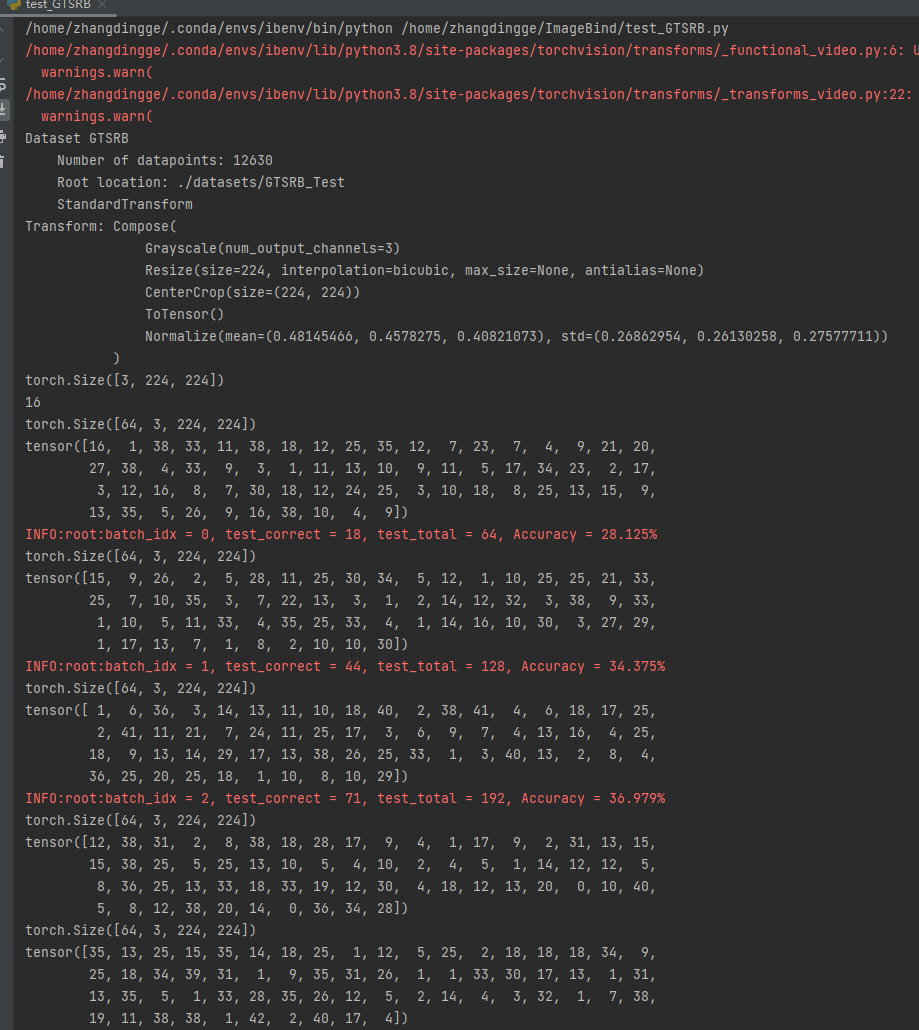 test_GTSRB
/home/zhangdingge/.conda/envs/ibenv/bin/python /home/zhangdingge/ImageBind/test_GTSRB.py
/home/zhangdingge/.conda/envs/ibenv/lib/python3.8/site-packages/torchvision/transforms/_functional_video.py:6: U
  warnings.warn(
/home/zhangdingge/.conda/envs/ibenv/lib/python3.8/site-packages/torchvision/transforms/_transforms_video.py:22:
  warnings.warn(
Dataset GTSRB
    Number of datapoints: 12630
    Root location: ./datasets/GTSRB_Test
    StandardTransform
Transform: Compose(
               Grayscale(num_output_channels=3)
               Resize(size=224, interpolation=bicubic, max_size=None, antialias=None)
               CenterCrop(size=(224, 224))
               ToTensor()
               Normalize(mean=(0.48145466, 0.4578275, 0.40821073), std=(0.26862954, 0.26130258, 0.27577711))
           )
torch.Size([3, 224, 224])
16
torch.Size([64, 3, 224, 224])
tensor([16,  1, 38, 33, 11, 38, 18, 12, 25, 35, 12,  7, 23,  7,  4,  9, 21, 20,
        27, 38,  4, 33,  9,  3,  1, 11, 13, 10,  9, 11,  5, 17, 34, 23,  2, 17,
         3, 12, 16,  8,  7, 30, 18, 12, 24, 25,  3, 10, 18,  8, 25, 13, 15,  9,
        13, 35,  5, 26,  9, 16, 38, 10,  4,  9])
INFO:root:batch_idx = 0, test_correct = 18, test_total = 64, Accuracy = 28.125%
torch.Size([64, 3, 224, 224])
tensor([15,  9, 26,  2,  5, 28, 11, 25, 30, 34,  5, 12,  1, 10, 25, 25, 21, 33,
        25,  7, 10, 35,  3,  7, 22, 13,  3,  1,  2, 14, 12, 32,  3, 38,  9, 33,
         1, 10,  5, 11, 33,  4, 35, 25, 33,  4,  1, 14, 16, 10, 30,  3, 27, 29,
         1, 17, 13,  7,  1,  8,  2, 10, 10, 30])
INFO:root:batch_idx = 1, test_correct = 44, test_total = 128, Accuracy = 34.375%
torch.Size([64, 3, 224, 224])
tensor([ 1,  6, 36,  3, 14, 13, 11, 10, 18, 40,  2, 38, 41,  4,  6, 18, 17, 25,
         2, 41, 11, 21,  7, 24, 11, 25, 17,  3,  6,  9,  7,  4, 13, 16,  4, 25,
        18,  9, 13, 14, 29, 17, 13, 38, 26, 25, 33,  1,  3, 40, 13,  2,  8,  4,
        36, 25, 20, 25, 18,  1, 10,  8, 10, 29])
INFO:root:batch_idx = 2, test_correct = 71, test_total = 192, Accuracy = 36.979%
torch.Size([64, 3, 224, 224])
tensor([12, 38, 31,  2,  8, 38, 18, 28, 17,  9,  4,  1, 17,  9,  2, 31, 13, 15,
        15, 38, 25,  5, 25, 13, 10,  5,  4, 10,  2,  4,  5,  1, 14, 12, 12,  5,
         8, 36, 25, 13, 33, 18, 33, 19, 12, 30,  4, 18, 12, 13, 20,  0, 10, 40,
         5,  8, 12, 38, 20, 14,  0, 36, 34, 28])
torch.Size([64, 3, 224, 224])
tensor([35, 13, 25, 15, 35, 14, 18, 25,  1, 12,  5, 25,  2, 18, 18, 18, 34,  9,
        25, 18, 34, 39, 31,  1,  9, 35, 31, 26,  1,  1, 33, 30, 17, 13,  1, 31,
        13, 35,  5,  1, 33, 28, 35, 26, 12,  5,  2, 14,  4,  3, 32,  1,  7, 38,
        19, 11, 38, 38,  1, 42,  2, 40, 17,  4])